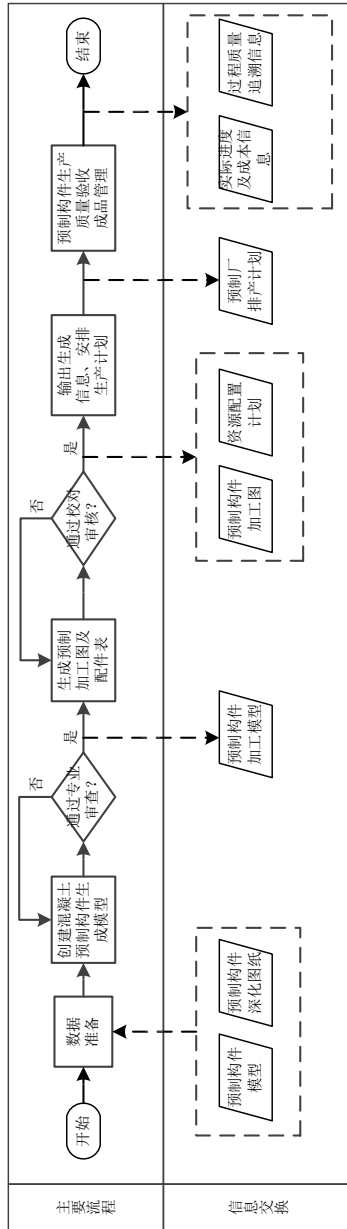 主要流程
开始
数据
准备
创建混凝土
预制构件生
成模型
通过专业
审查?
否
是
生成预制
加工图及
配件表
通过校对
审核?
否
是
输出生成
信息、安排
生产计划
预制构件生产
质量验收
成品管理
结束
信息交换
预制构件
模型
预制构件
深化图纸
预制构件
加工模型
预制构件
加工图
资源配置
计划
预制厂
排产计划
实际进度
及成本信
息
过程质量
追溯信息